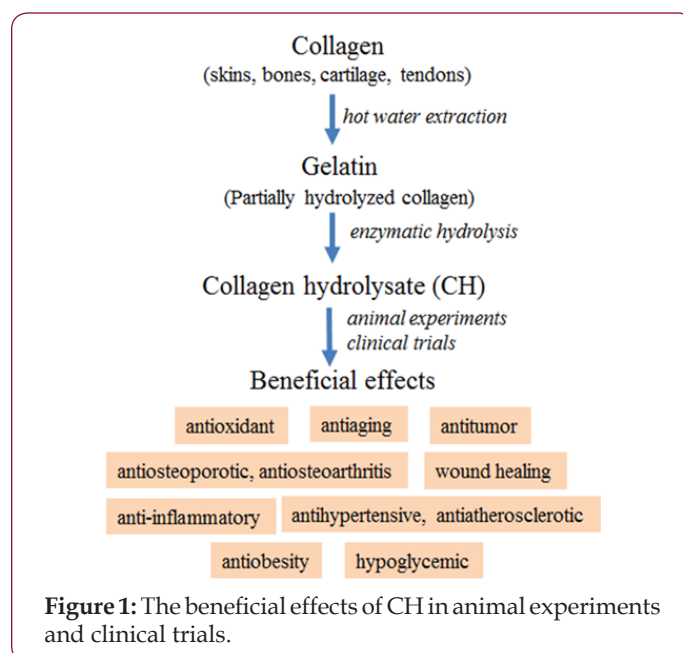 Collagen
(skins, bones, cartilage, tendons)
hot water extraction
Gelatin
(Partially hydrolyzed collagen)
enzymatic hydrolysis
Collagen hydrolysate (CH)
animal experiments
clinical trials
Beneficial effects
antioxidant antiaging antitumor
antiosteoporotic, antiosteoarthritis wound healing
anti-inflammatory antihypertensive, antiatherosclerotic
antiobesity hypoglycemic
Figure 1: The beneficial effects of CH in animal experiments
and clinical trials.